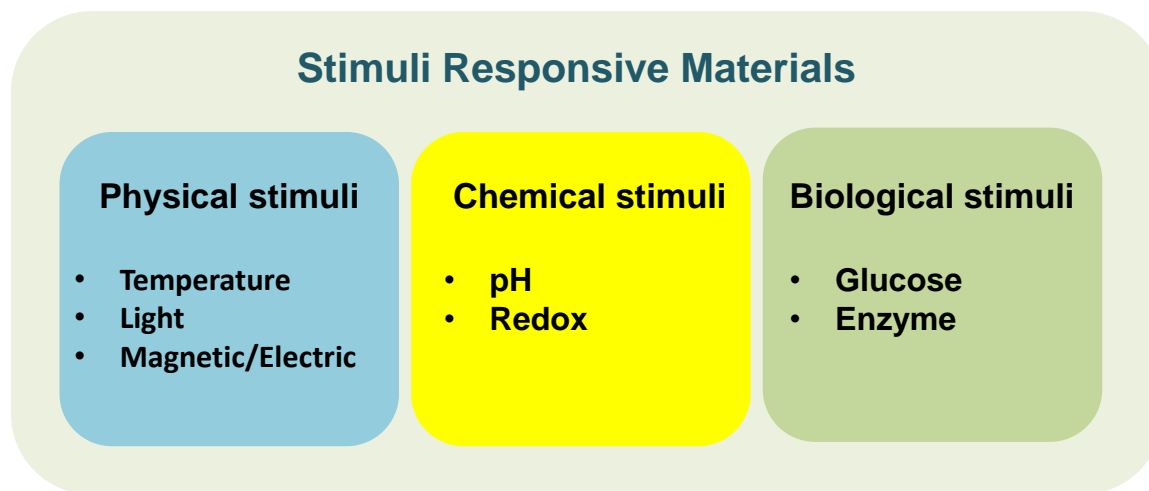 Stimuli Responsive Materials
Physical stimuli
• Temperature
• Light
• Magnetic/Electric
Chemical stimuli
• pH
• Redox
Biological stimuli
• Glucose
• Enzyme